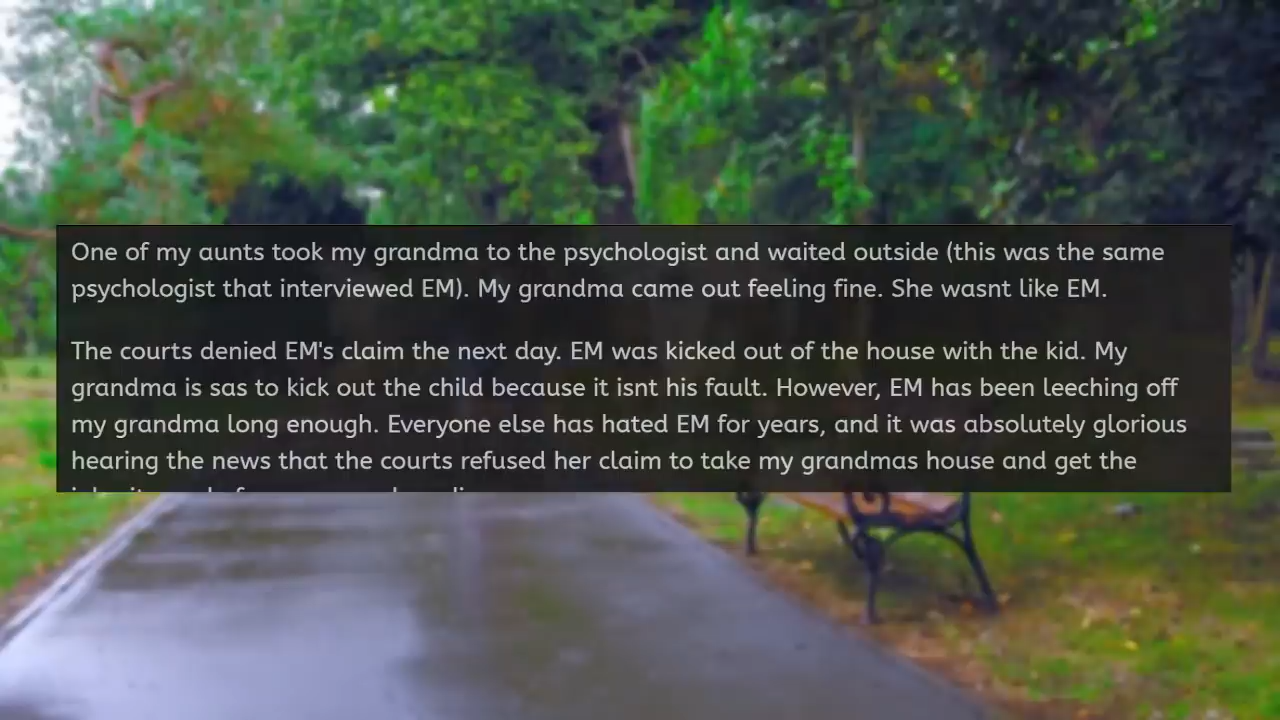 One of my aunts took my grandma to the psychologist and waited outside (this was the same
psychologist that interviewed EM). My grandma came out feeling fine. She wasnt like EM.
The courts denied EM's claim the next day. EM was kicked out of the house with the kid. My
grandma is sas to kick out the child because it isnt his fault. However, EM has been leeching off
my grandma long enough. Everyone else has hated EM for years, and it was absolutely glorious
hearing the news that the courts refused her claim to take my grandmas house and get the